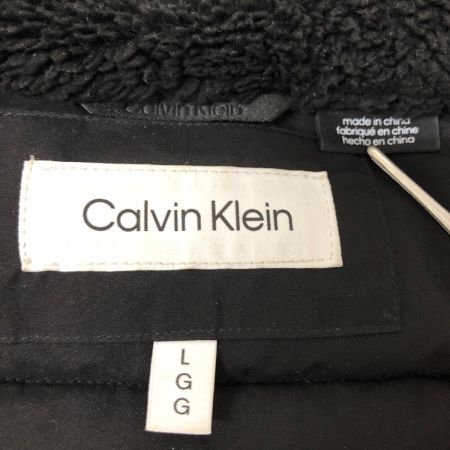 Calvin Klein
made in china
fabriqué en chine
hecho en china
Calvin Klein
L
G
G